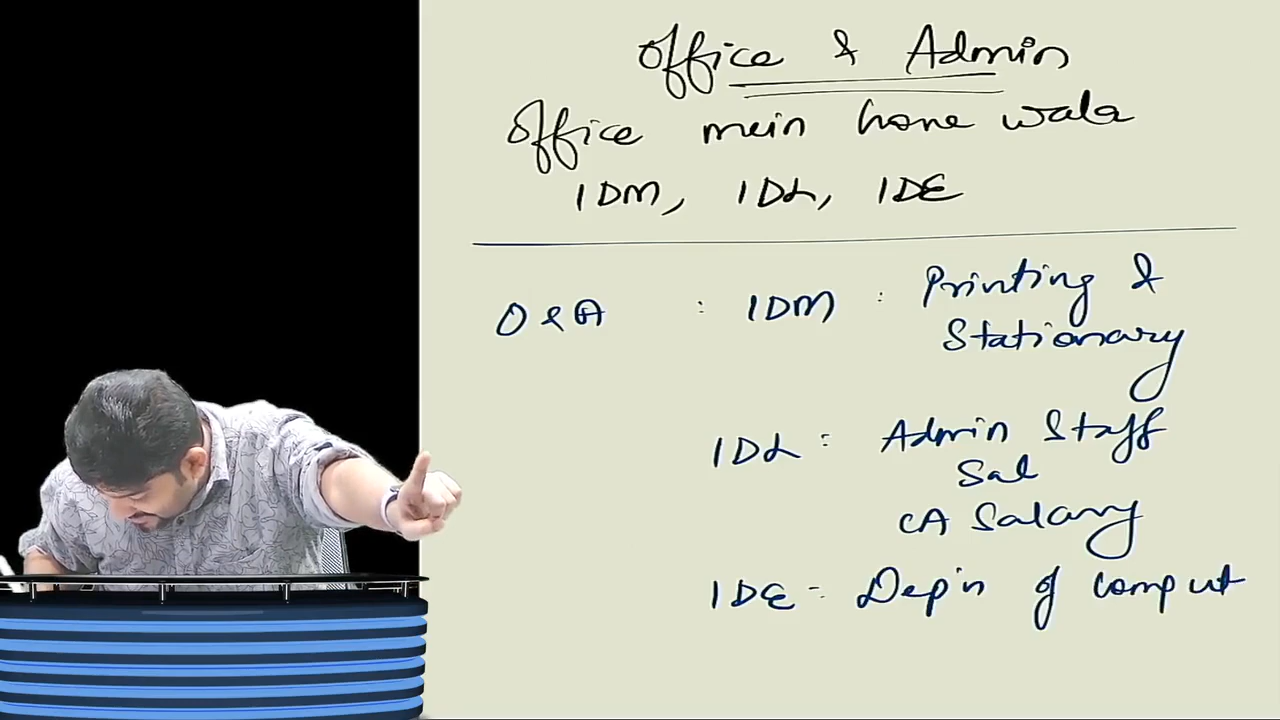 Office & Admin
Office mein hone wala
IDM, IDL, IDE
O & A : IDM : Printing &
Stationary
IDL : Admin Staff
Sal
CA Salary
IDE : Dep'n of comput